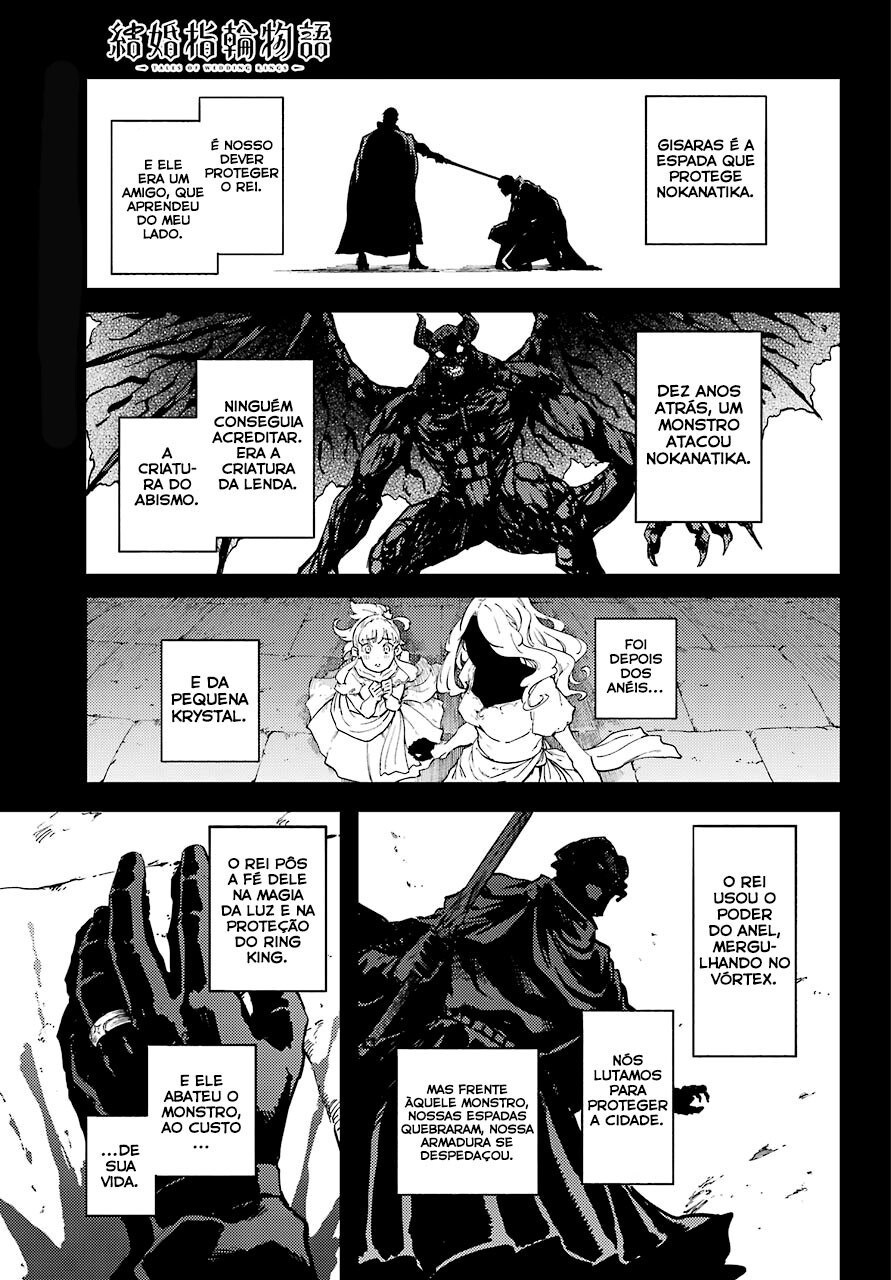 結婚指輪物語
TALES OF WEDDING RINGS
GISARAS É A
ESPADA QUE
PROTEGE
NOKANATIKA.
É NOSSO
DEVER
PROTEGER
O REI.
E ELE
ERA UM
AMIGO, QUE
APRENDEU
DO MEU
LADO.
DEZ ANOS
ATRÁS, UM
MONSTRO
ATACOU
NOKANATIKA.
NINGUÉM
CONSEGUIA
ACREDITAR.
ERA A
CRIATURA
DA LENDA.
A
CRIATU-
RA DO
ABISMO.
FOI
DEPOIS
DOS
ANÉIS...
E DA
PEQUENA
KRYSTAL.
O REI
USOU O
PODER
DO ANEL,
MERGU-
LHANDO NO
VÓRTEX.
NÓS
LUTAMOS
PARA
PROTEGER
A CIDADE.
MAS FRENTE
ÀQUELE MONSTRO,
NOSSAS ESPADAS
QUEBRARAM, NOSSA
ARMADURA SE
DESPEDAÇOU.
O REI PÔS
A FÉ DELE
NA MAGIA
DA LUZ E NA
PROTEÇÃO
DO RING
KING.
E ELE
ABATEU O
MONSTRO,
AO CUSTO
...
...DE
SUA
VIDA.